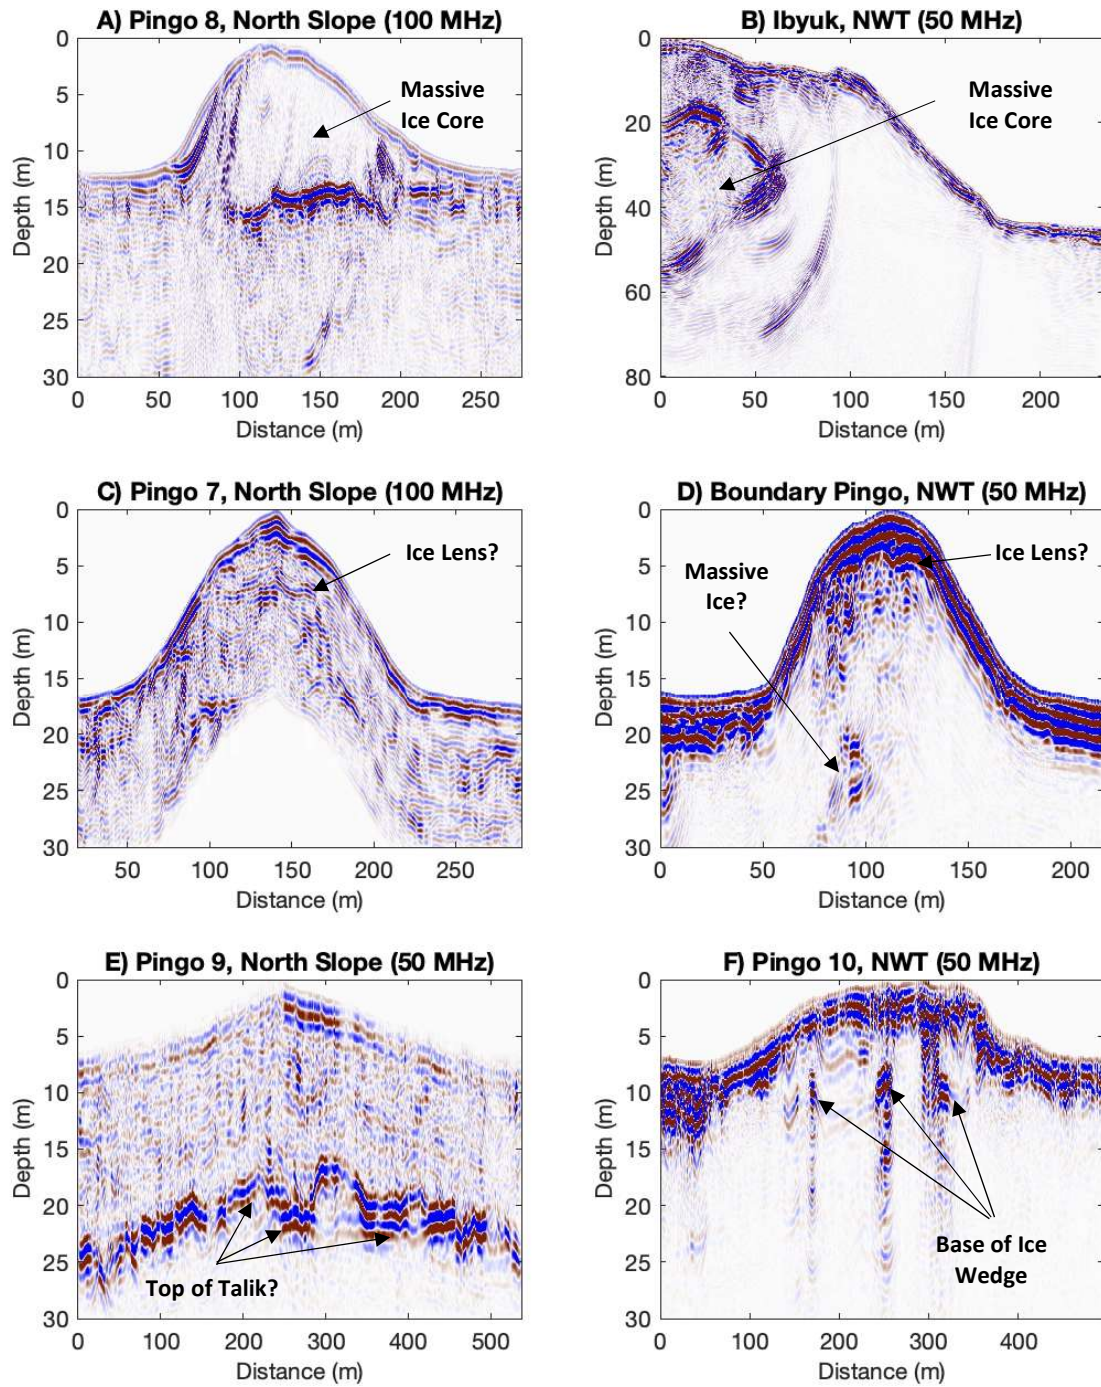 A) Pingo 8, North Slope (100 MHz)
0
5
10
15
20
25
30
Depth (m)
Massive
Ice Core
0
50
100
150
200
250
Distance (m)
B) Ibyuk, NWT (50 MHz)
0
20
40
60
80
Depth (m)
Massive
Ice Core
0
50
100
150
200
Distance (m)
C) Pingo 7, North Slope (100 MHz)
0
5
10
15
20
25
30
Depth (m)
Ice Lens?
50
100
150
200
250
Distance (m)
D) Boundary Pingo, NWT (50 MHz)
0
5
10
15
20
25
30
Depth (m)
Massive
Ice?
Ice Lens?
0
50
100
150
200
Distance (m)
E) Pingo 9, North Slope (50 MHz)
0
5
10
15
20
25
30
Depth (m)
Top of Talik?
0
100
200
300
400
500
Distance (m)
F) Pingo 10, NWT (50 MHz)
0
5
10
15
20
25
30
Depth (m)
Base of Ice
Wedge
0
100
200
300
400
Distance (m)